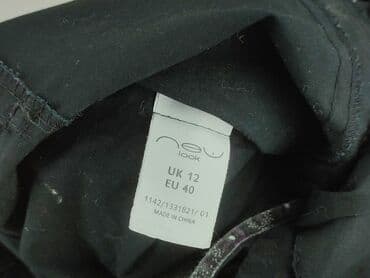 new
look
UK 12
EU 40
1142/1331821/01
MADE IN CHINA